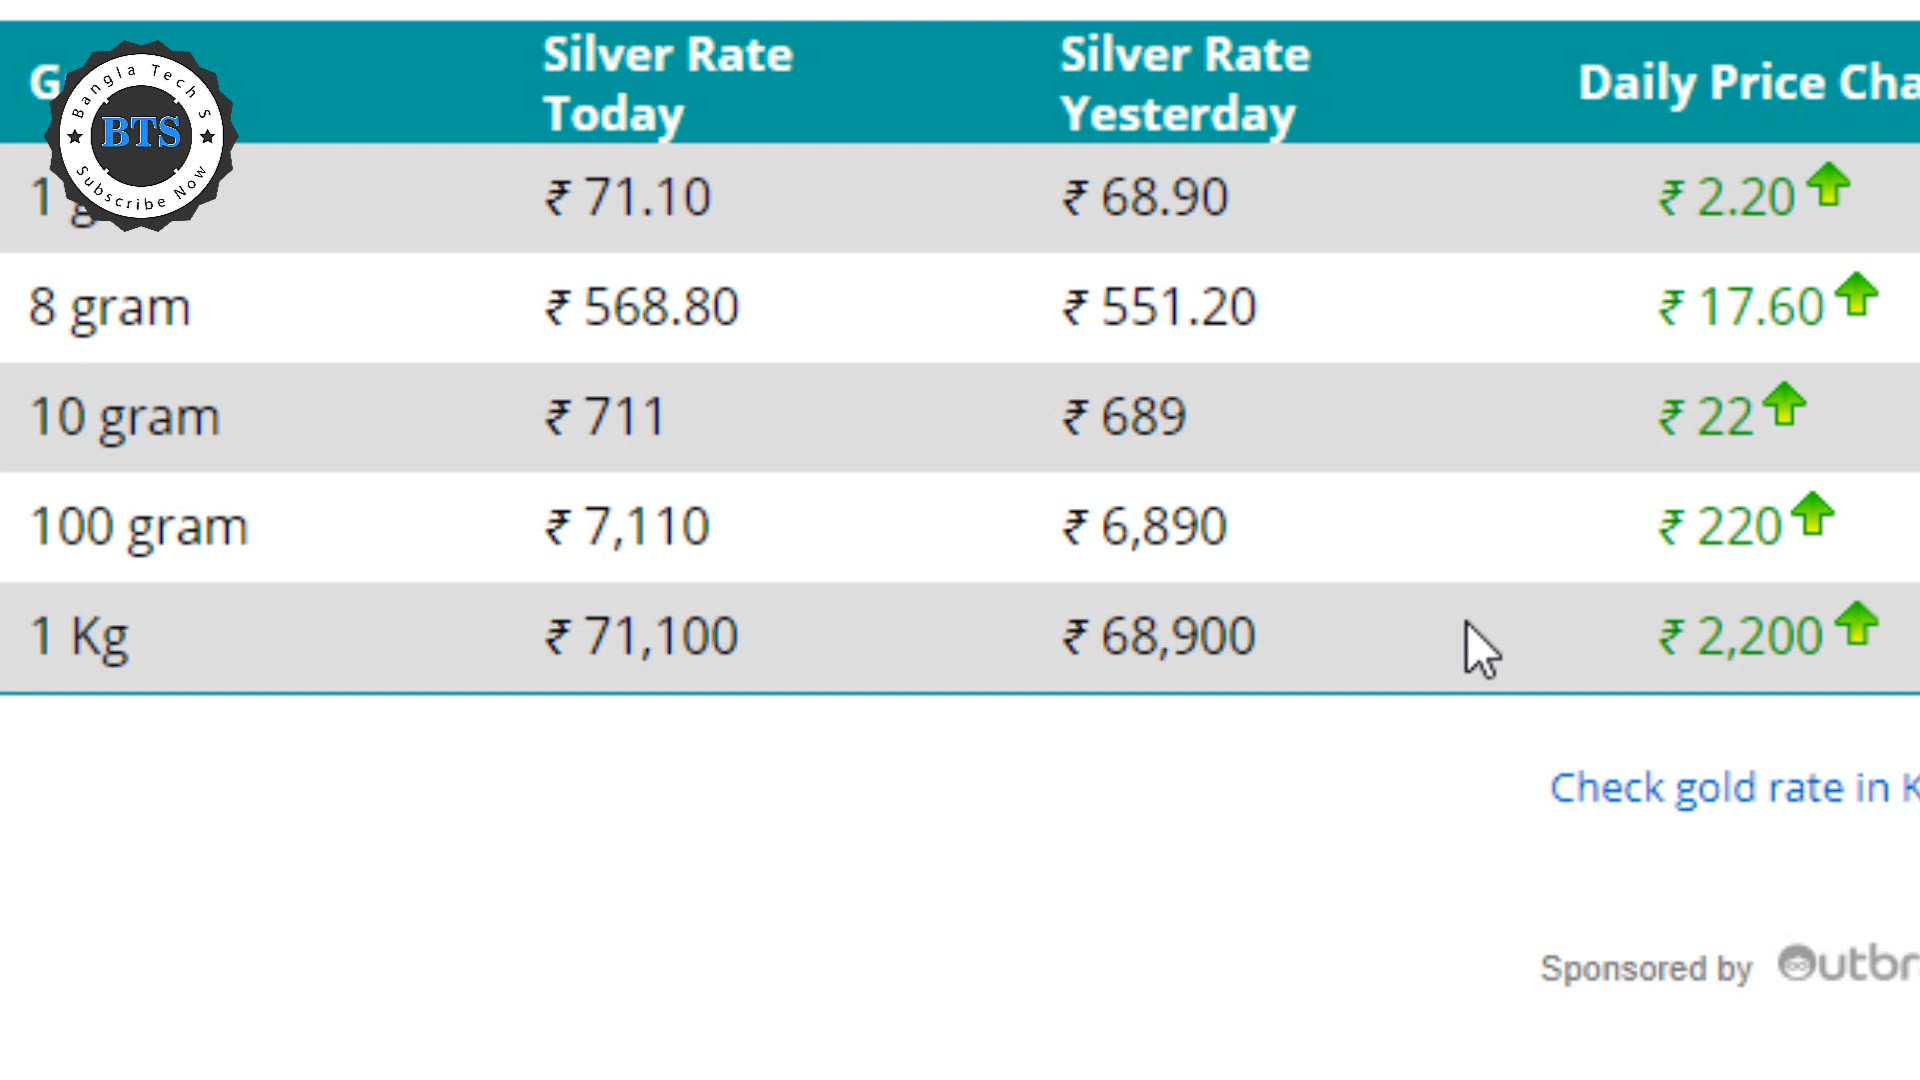 Silver Rate Today
Silver Rate Yesterday
Daily Price Cha
Bangla Tech S
BTS
Subscribe Now
1 g ₹ 71.10 ₹ 68.90 ₹ 2.20
8 gram ₹ 568.80 ₹ 551.20 ₹ 17.60
10 gram ₹ 711 ₹ 689 ₹ 22
100 gram ₹ 7,110 ₹ 6,890 ₹ 220
1 Kg ₹ 71,100 ₹ 68,900 ₹ 2,200
Check gold rate in K
Sponsored by Outbr